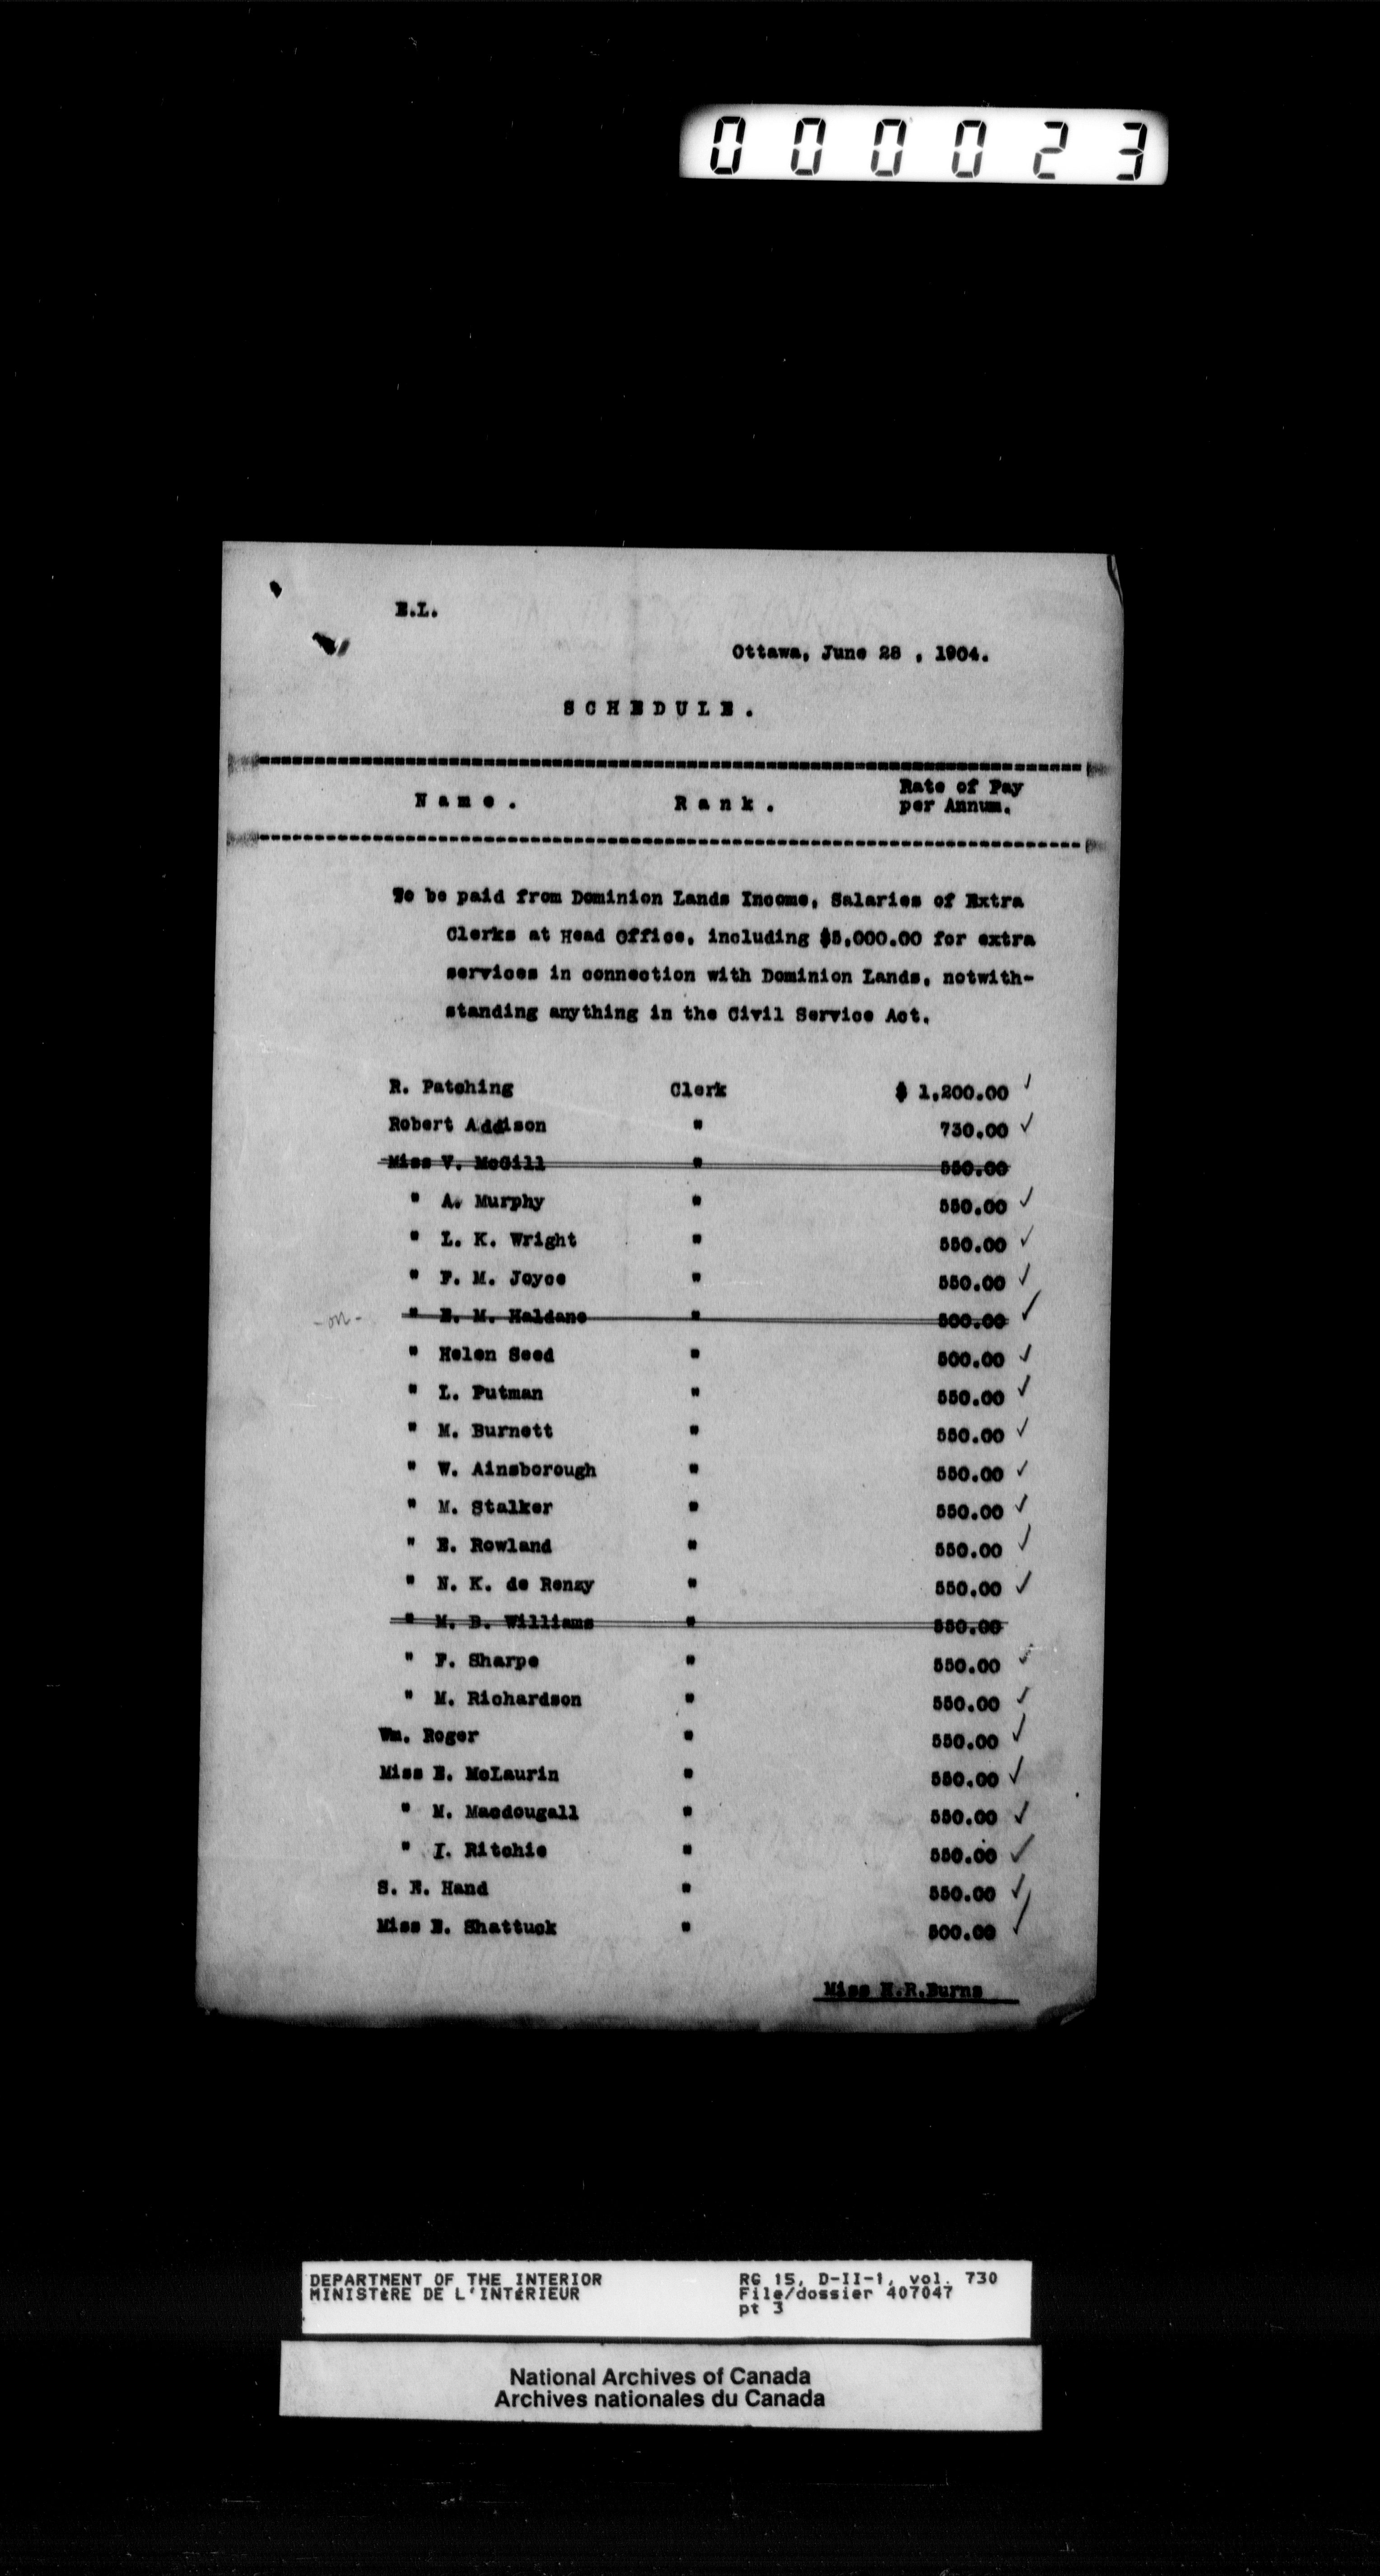 000023
E.L.
Ottawa, June 28 , 1904.
SCHEDULE.
Name. Rank. Rate of Pay
per Annum.
To be paid from Dominion Lands Income, Salaries of Extra
Clerks at Head Office, including $5,000.00 for extra
services in connection with Dominion Lands, notwith-
standing anything in the Civil Service Act.
R. Patching Clerk $ 1,200.00 ✓
Robert Addison " 730.00 ✓
Miss V. McGill " 550.00
" A. Murphy " 550.00 ✓
" L. K. Wright " 550.00 ✓
" F. M. Joyce " 550.00 ✓
-on- " E. M. Haldane " 500.00 ✓
" Helen Seed " 500.00 ✓
" L. Putman " 550.00 ✓
" M. Burnett " 550.00 ✓
" W. Ainsborough " 550.00 ✓
" M. Stalker " 550.00 ✓
" E. Rowland " 550.00 ✓
" N. K. de Renzy " 550.00 ✓
" M. B. Williams " 550.00
" F. Sharpe " 550.00 ✓
" M. Richardson " 550.00 ✓
Wm. Roger " 550.00 ✓
Miss E. McLaurin " 550.00 ✓
" M. Macdougall " 550.00 ✓
" I. Ritchie " 550.00 ✓
S. E. Hand " 550.00 ✓
Miss E. Shattuck " 500.00 ✓
Miss H.R.Burns
DEPARTMENT OF THE INTERIOR RG 15, D-II-1, vol. 730
MINISTÈRE DE L'INTÉRIEUR File/dossier 407047
pt 3
National Archives of Canada
Archives nationales du Canada